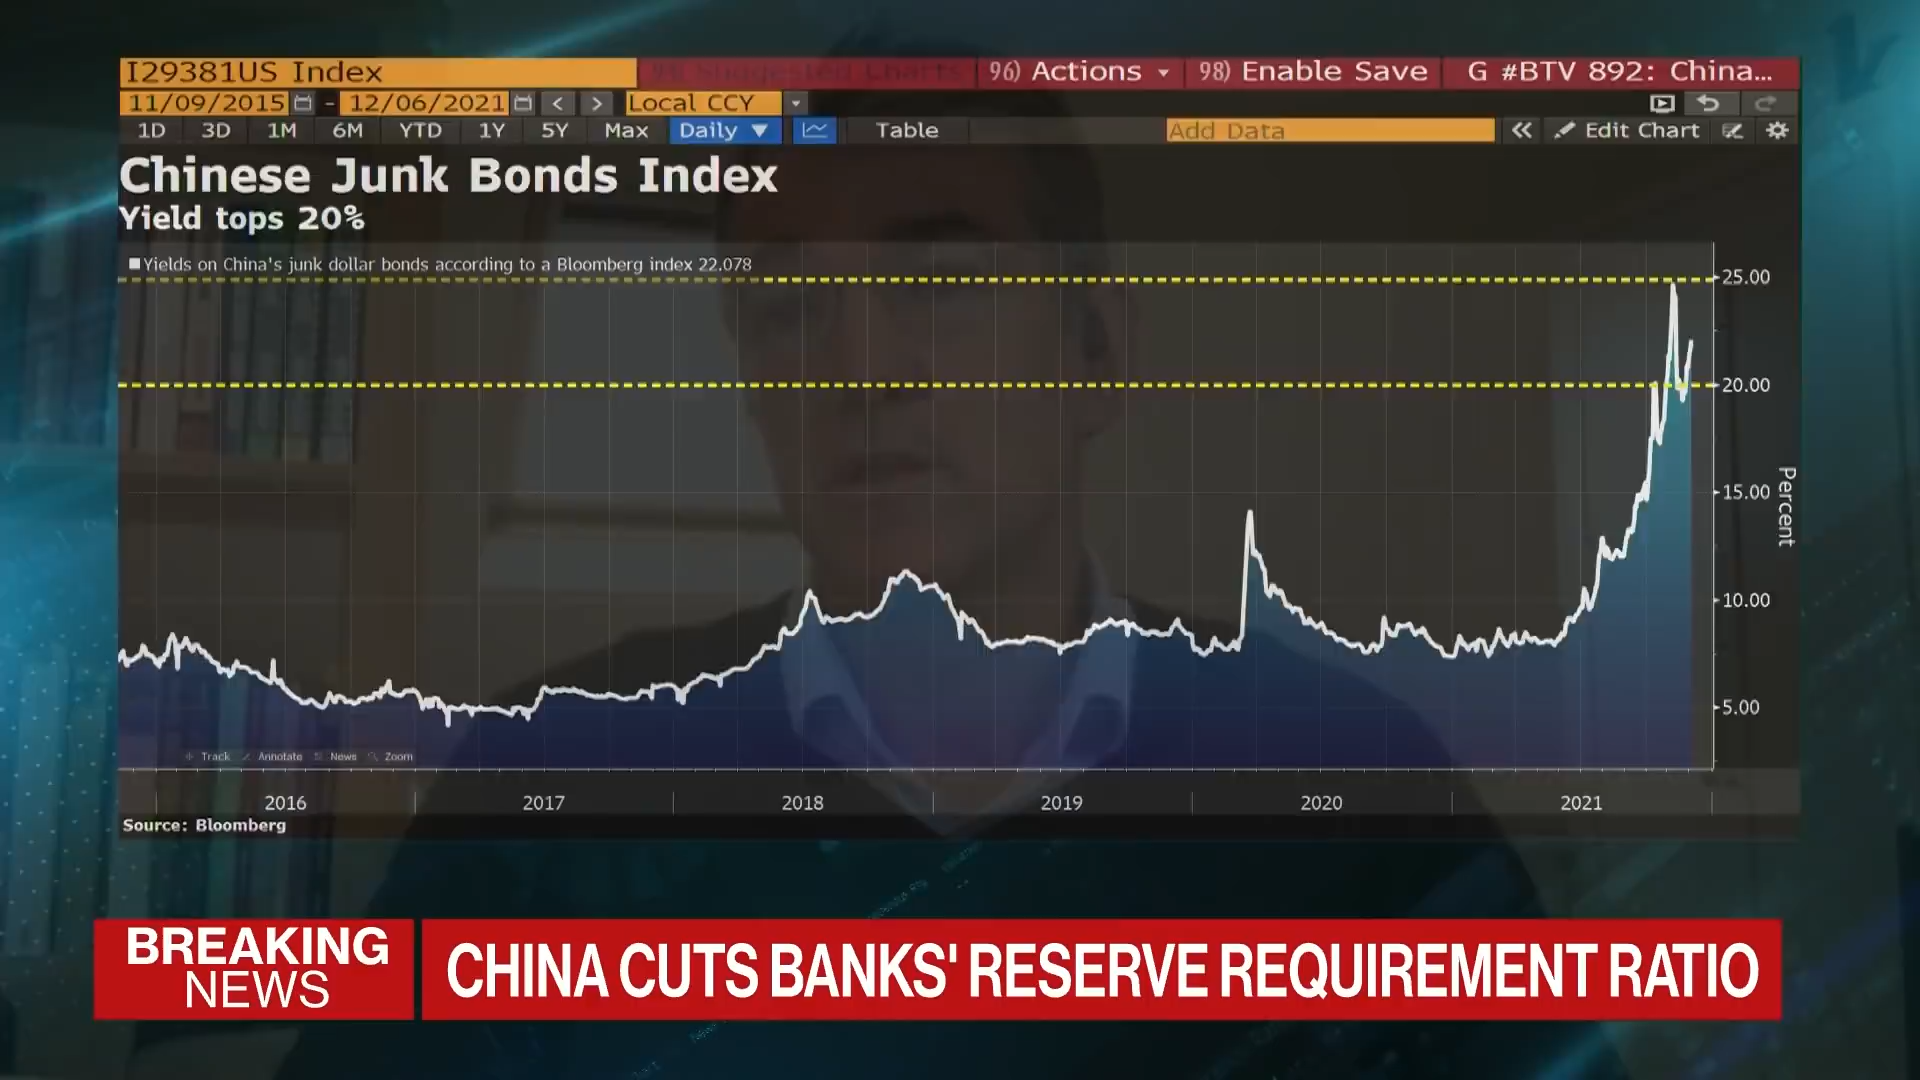 I29381US Index
96) Suggested Charts
96) Actions
98) Enable Save
G #BTV 892: China...
11/09/2015 - 12/06/2021 < > Local CCY
1D 3D 1M 6M YTD 1Y 5Y Max Daily ▼ Table Add Data « Edit Chart
Chinese Junk Bonds Index
Yield tops 20%
Yields on China's junk dollar bonds according to a Bloomberg index 22.078
25.00
20.00
15.00
10.00
5.00
Percent
Track Annotate News Zoom
2016 2017 2018 2019 2020 2021
Source: Bloomberg
BREAKING
NEWS
CHINA CUTS BANKS' RESERVE REQUIREMENT RATIO